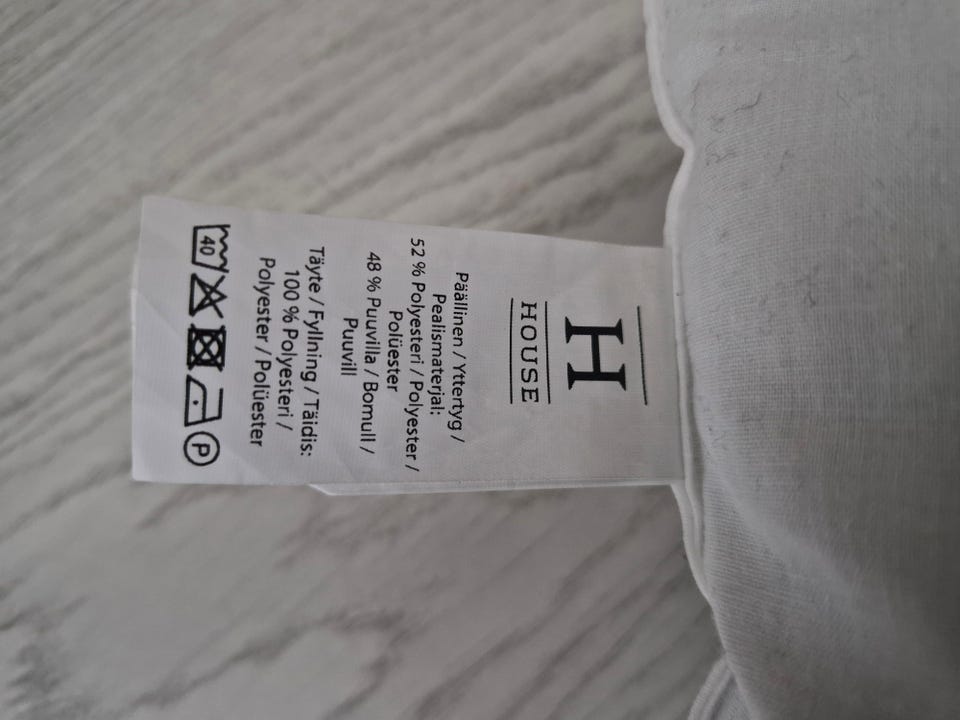 H
HOUSE
Päällinen / Yttertyg /
Pealismaterjal:
52 % Polyesteri / Polyester /
Polüester
48 % Puuvilla / Bomull /
Puuvill
Täyte / Fyllning / Täidis:
100 % Polyesteri /
Polyester / Polüester
40 P